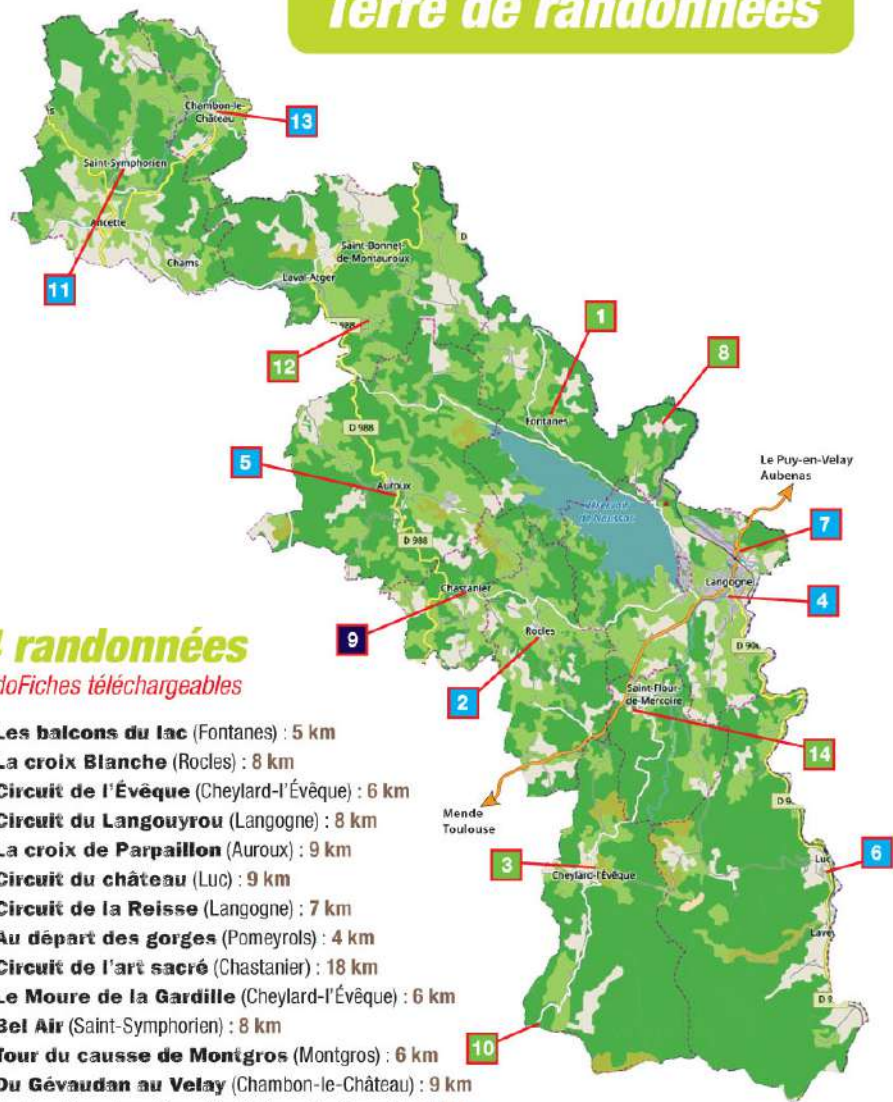 Terre de randonnées
Chambon-le-
Château
13
Saint-Symphorien
Ancette
Chams
11
Saint-Bonnet-
de-Montauroux
Laval-Atger
D
988
12
1
8
Fontanes
D 988
5
Auroux
Le Puy-en-Velay
Aubenas
7
D 988
Langogne
4
Chastanier
9
Rocles
2
Saint-Flour-
de-Mercoire
14
Mende
Toulouse
3
Cheylard-l'Évêque
Luc
6
10
randonnées
doFiches téléchargeables
Les balcons du lac (Fontanes) : 5 km
La croix Blanche (Rocles) : 8 km
Circuit de l'Évêque (Cheylard-l'Évêque) : 6 km
Circuit du Langouyrou (Langogne) : 8 km
La croix de Parpaillon (Auroux) : 9 km
Circuit du château (Luc) : 9 km
Circuit de la Reisse (Langogne) : 7 km
Au départ des gorges (Pomeyrols) : 4 km
Circuit de l'art sacré (Chastanier) : 18 km
Le Moure de la Gardille (Cheylard-l'Évêque) : 6 km
Bel Air (Saint-Symphorien) : 8 km
Tour du causse de Montgros (Montgros) : 6 km
Du Gévaudan au Velay (Chambon-le-Château) : 9 km